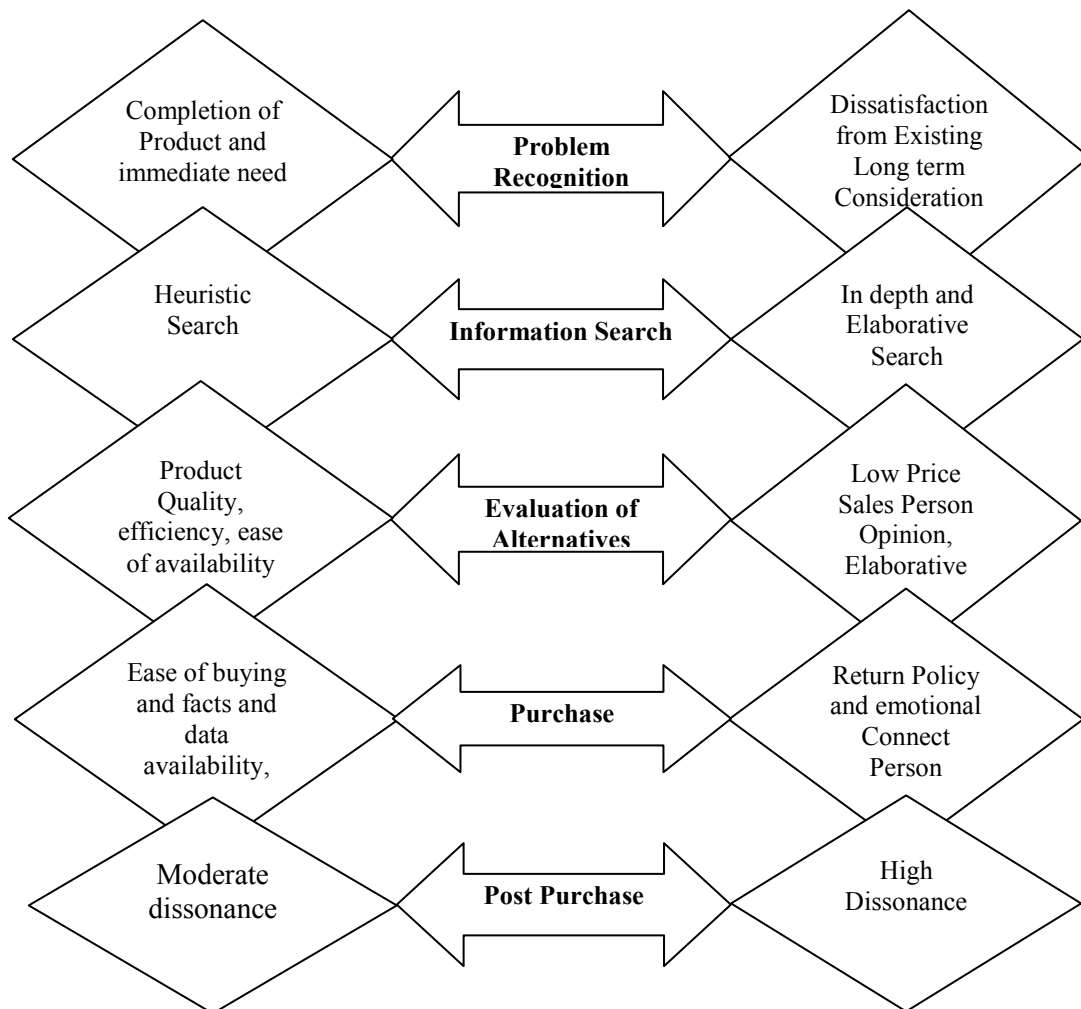 Completion of
Product and
immediate need
Problem
Recognition
Dissatisfaction
from Existing
Long term
Consideration
Heuristic
Search
Information Search
In depth and
Elaborative
Search
Product
Quality,
efficiency, ease
of availability
Evaluation of
Alternatives
Low Price
Sales Person
Opinion,
Elaborative
Ease of buying
and facts and
data
availability,
Purchase
Return Policy
and emotional
Connect
Person
Moderate
dissonance
Post Purchase
High
Dissonance